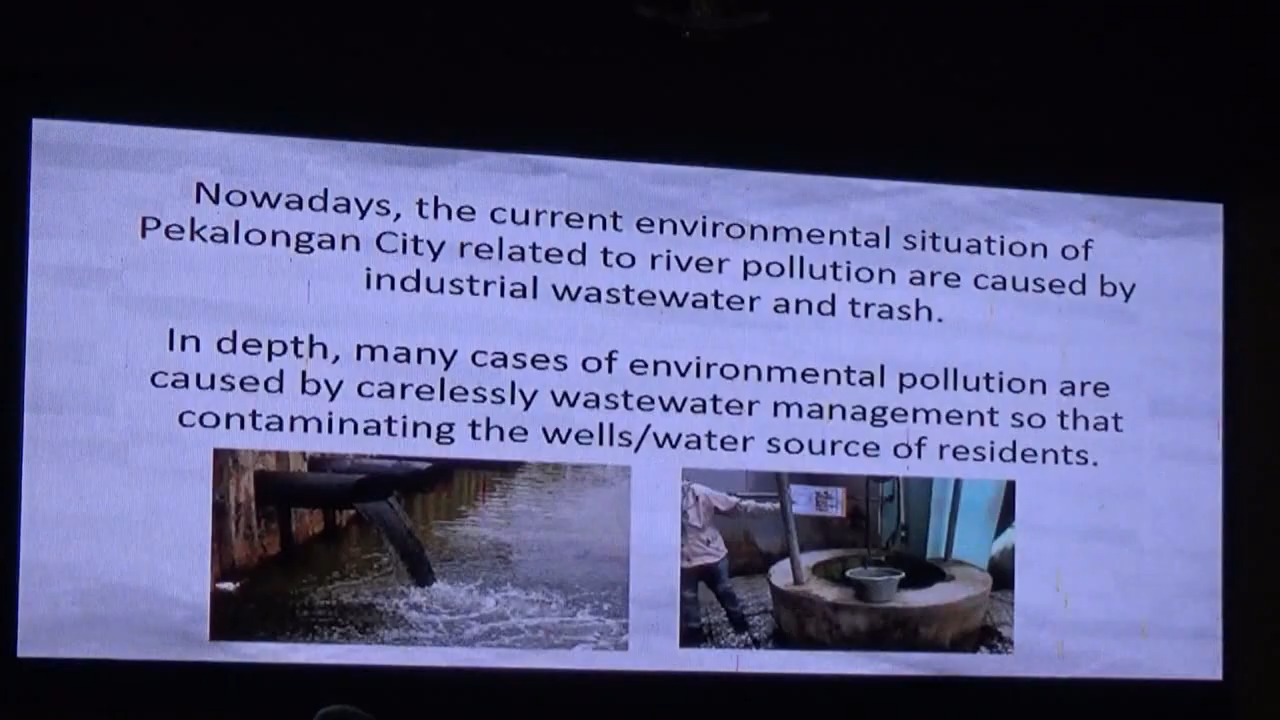 Nowadays, the current environmental situation of
Pekalongan City related to river pollution are caused by
industrial wastewater and trash.
In depth, many cases of environmental pollution are
caused by carelessly wastewater management so that
contaminating the wells/water source of residents.